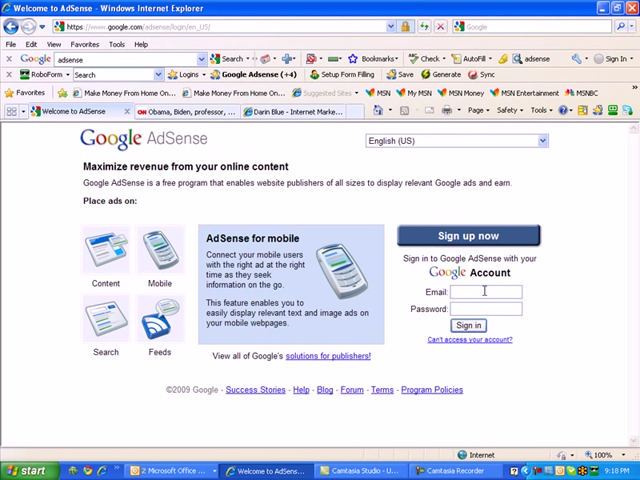 Welcome to AdSense - Windows Internet Explorer
https://www.google.com/adsense/login/en_US/
Google
File Edit View Favorites Tools Help
Google adsense Search Bookmarks Check AutoFill adsense Sign In
RoboForm Search Logins Google Adsense (+4) Setup Form Filling Save Generate Sync
Favorites Make Money From Home On... Make Money From Home On... Suggested Sites MSN My MSN MSN Money MSN Entertainment MSNBC
Welcome to AdSense Obama, Biden, professor, ... Darin Blue - Internet Marke... Page Safety Tools
Google AdSense
English (US)
Maximize revenue from your online content
Google AdSense is a free program that enables website publishers of all sizes to display relevant Google ads and earn.
Place ads on:
Content
Mobile
Search
Feeds
AdSense for mobile
Connect your mobile
users with the right ad at the right
time as they seek
information on the go.
This feature enables you to
easily display relevant text and image ads on
your mobile webpages.
View all of Google's solutions for publishers!
Sign up now
Sign in to Google AdSense with your
Google Account
Email:
Password:
Sign in
Can't access your account?
©2009 Google - Success Stories - Help - Blog - Forum - Terms - Program Policies
Internet 100%
start 2 Microsoft Office ... Welcome to AdSens... Camtasia Studio - U... Camtasia Recorder 9:18 PM